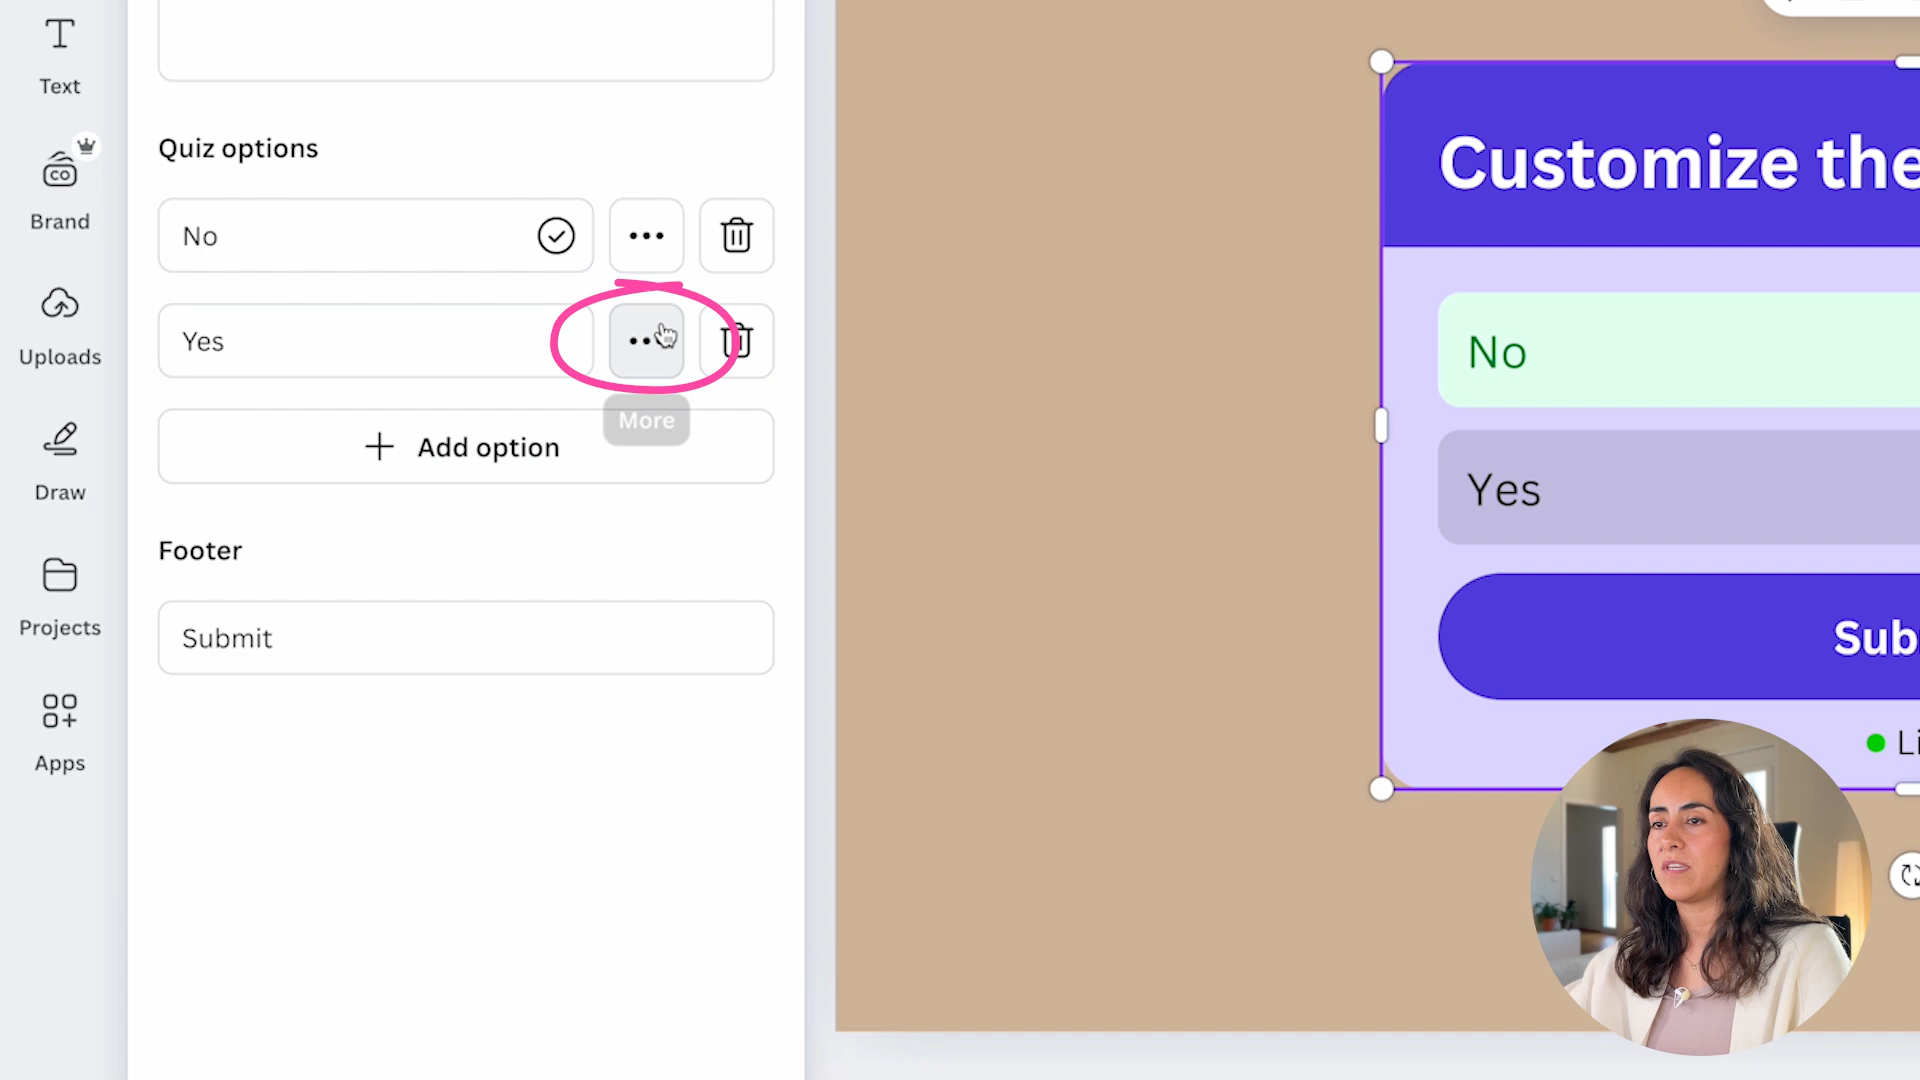 Text
Brand
Uploads
Draw
Projects
Apps
Quiz options
No
Yes
More
Add option
Footer
Submit
Customize the
No
Yes
Sub
Li